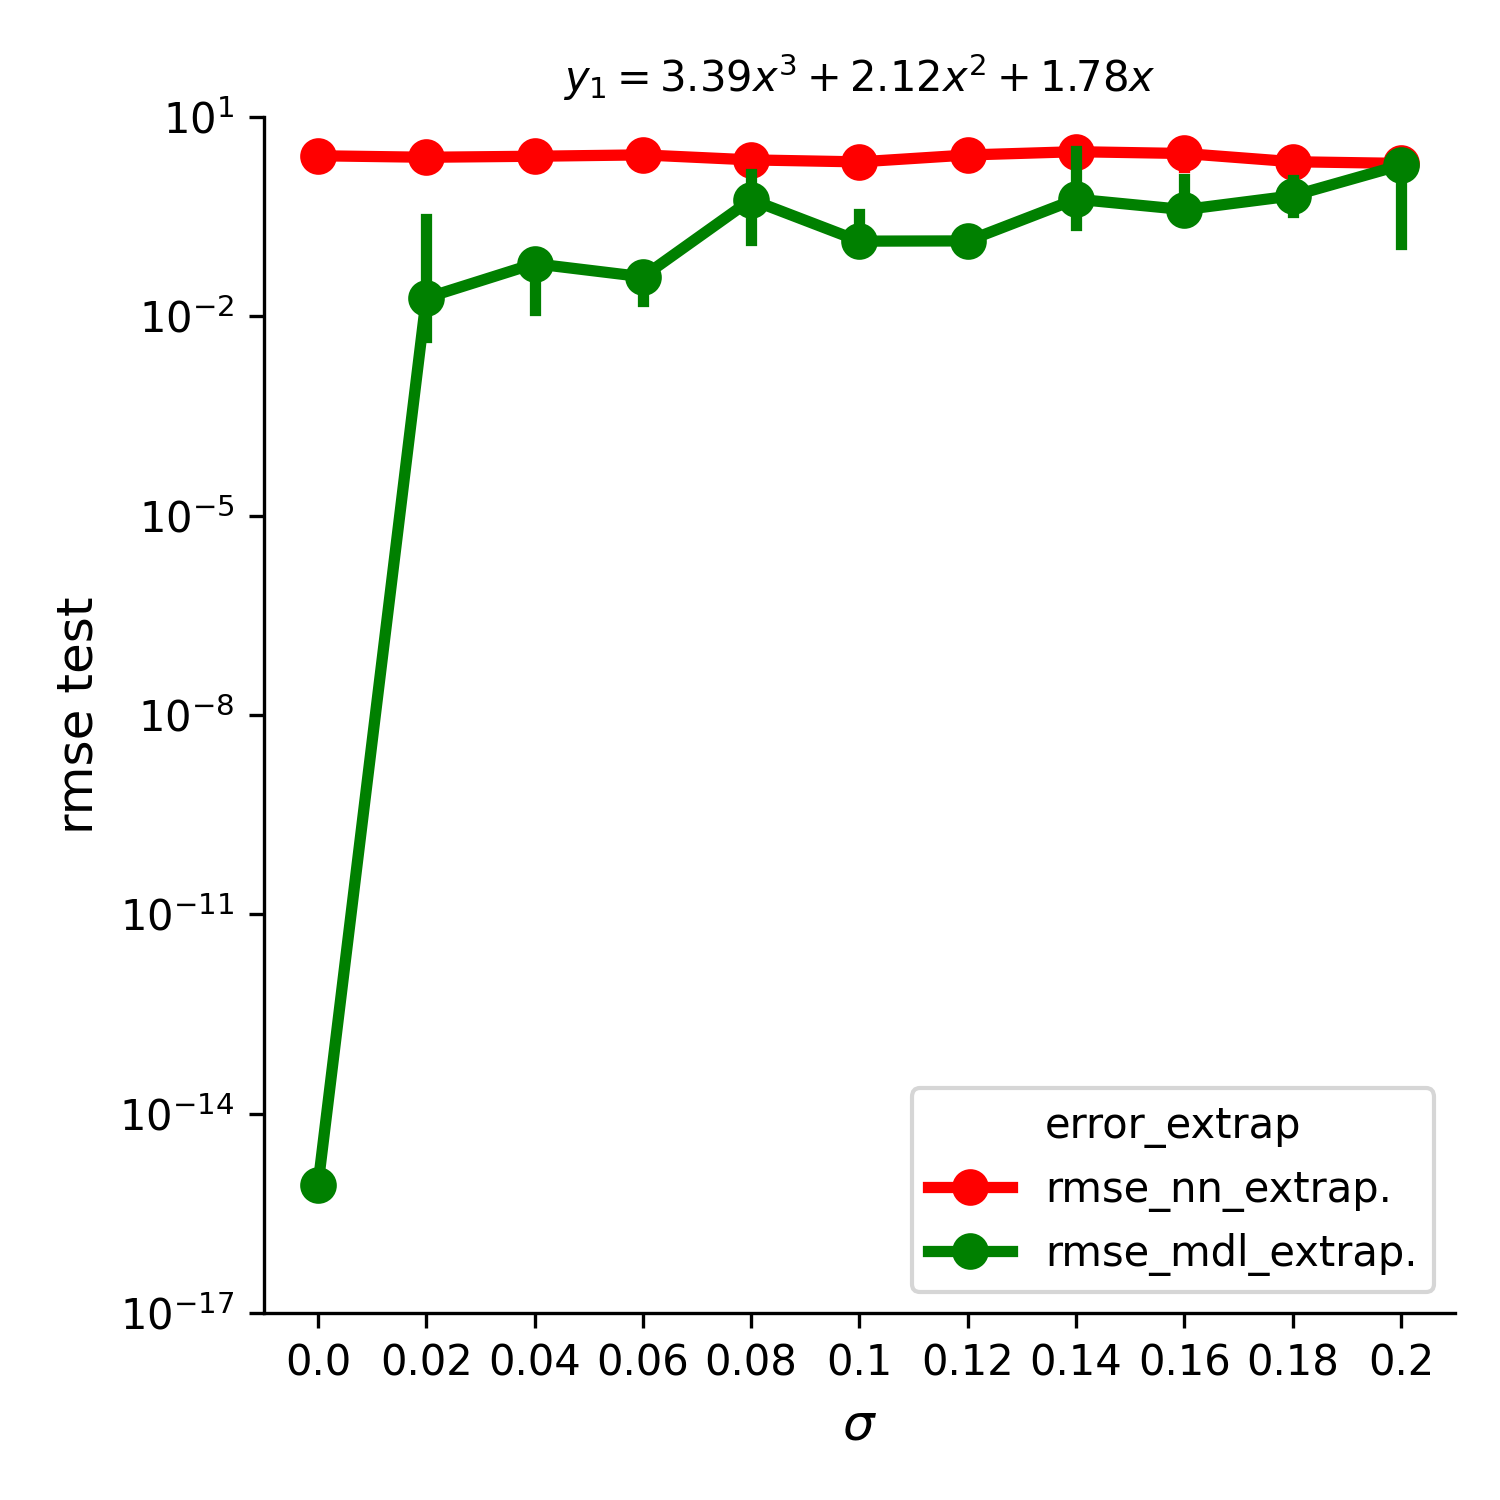 y₁ = 3.39x³ + 2.12x² + 1.78x
10¹
10⁻²
10⁻⁵
10⁻⁸
10⁻¹¹
10⁻¹⁴
10⁻¹⁷
rmse test
error_extrap
rmse_nn_extrap.
rmse_mdl_extrap.
0.0 0.02 0.04 0.06 0.08 0.1 0.12 0.14 0.16 0.18 0.2
σ